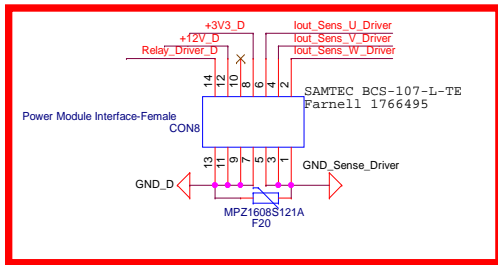 +3V3_D
Iout_Sens_U_Driver
+12V_D
Iout_Sens_V_Driver
Relay_Driver_D
Iout_Sens_W_Driver
14 12 10 8 6 4 2
SAMTEC BCS-107-L-TE
Farnell 1766495
Power Module Interface-Female
CON8
13 11 9 7 5 3 1
GND_Sense_Driver
GND_D
MPZ1608S121A
F20